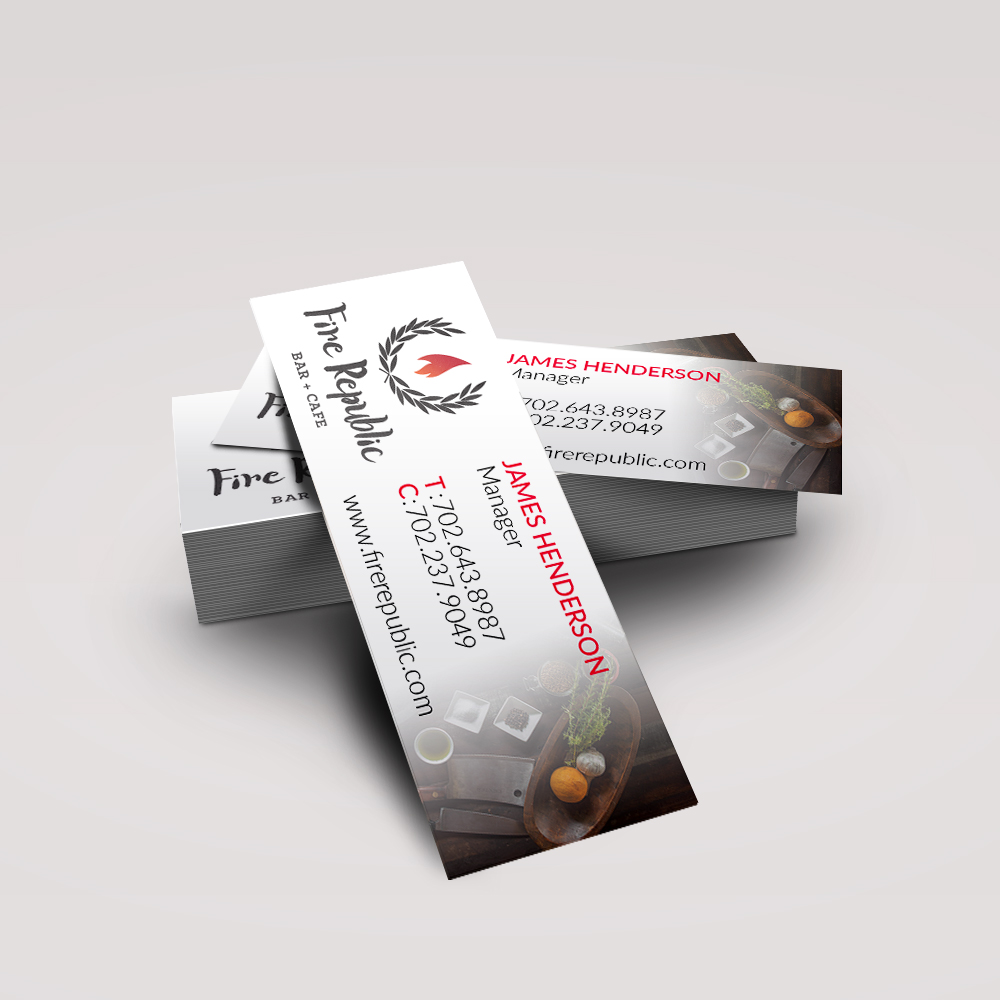 Fire Republic
BAR + CAFE
JAMES HENDERSON
Manager
T:702.643.8987
C:702.237.9049
www.firerepublic.com
JAMES HENDERSON
Manager
702.643.8987
02.237.9049
firerepublic.com
Fire
BAR